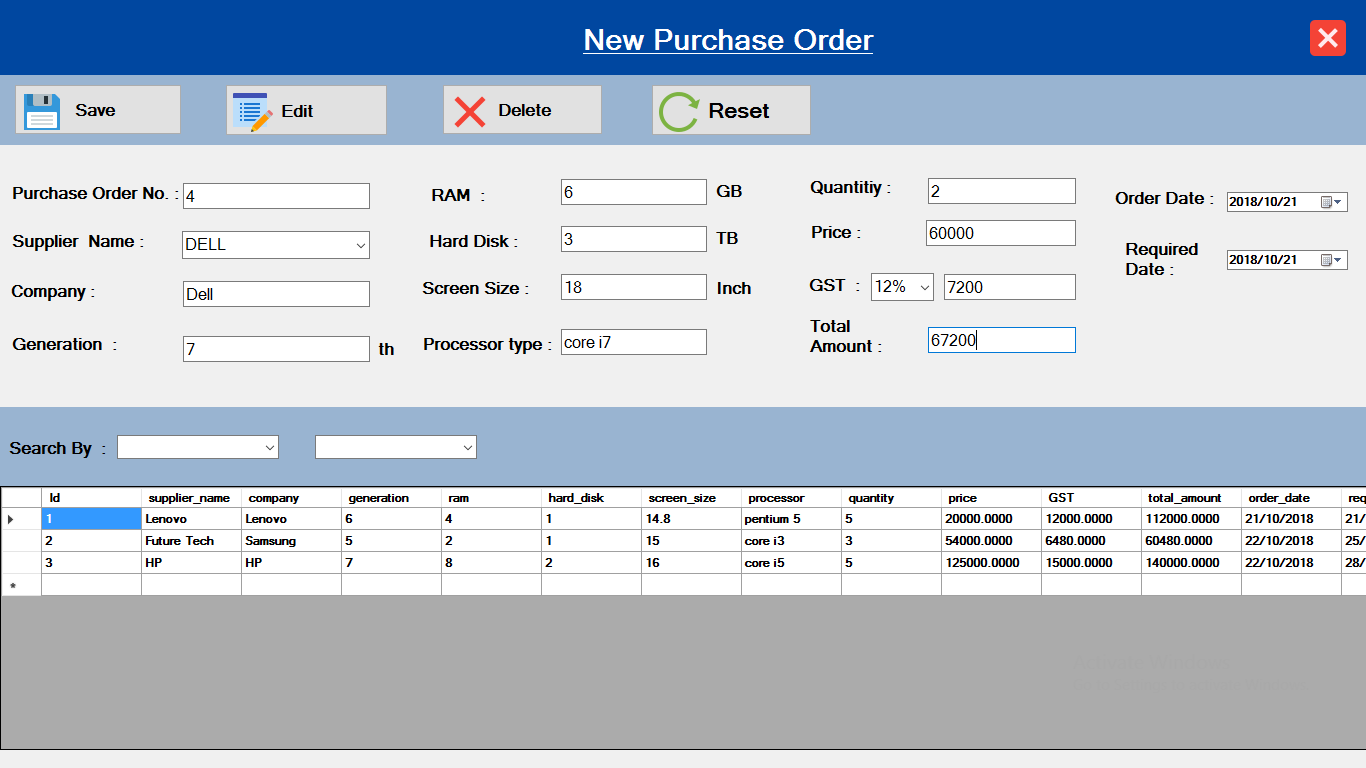 New Purchase Order
Save Edit Delete Reset
Purchase Order No. : 4 RAM : 6 GB Quantitiy : 2 Order Date : 2018/10/21
Supplier Name : DELL Hard Disk : 3 TB Price : 60000 Required Date : 2018/10/21
Company : Dell Screen Size : 18 Inch GST : 12% 7200
Generation : 7 th Processor type : core i7 Total Amount : 67200
Search By :
Id supplier_name company generation ram hard_disk screen_size processor quantity price GST total_amount order_date req
1 Lenovo Lenovo 6 4 1 14.8 pentium 5 5 20000.0000 12000.0000 112000.0000 21/10/2018 21/
2 Future Tech Samsung 5 2 1 15 core i3 3 54000.0000 6480.0000 60480.0000 22/10/2018 25/
3 HP HP 7 8 2 16 core i5 5 125000.0000 15000.0000 140000.0000 22/10/2018 28/
*